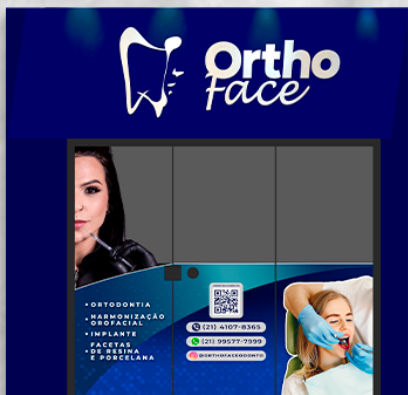 Ortho
Face
• ORTODONTIA
• HARMONIZAÇÃO
OROFACIAL
• IMPLANTE
FACETAS
• DE RESINA
E PORCELANA
(21) 4107-8365
(21) 99577-7999
@ORTHOFACEODONTO